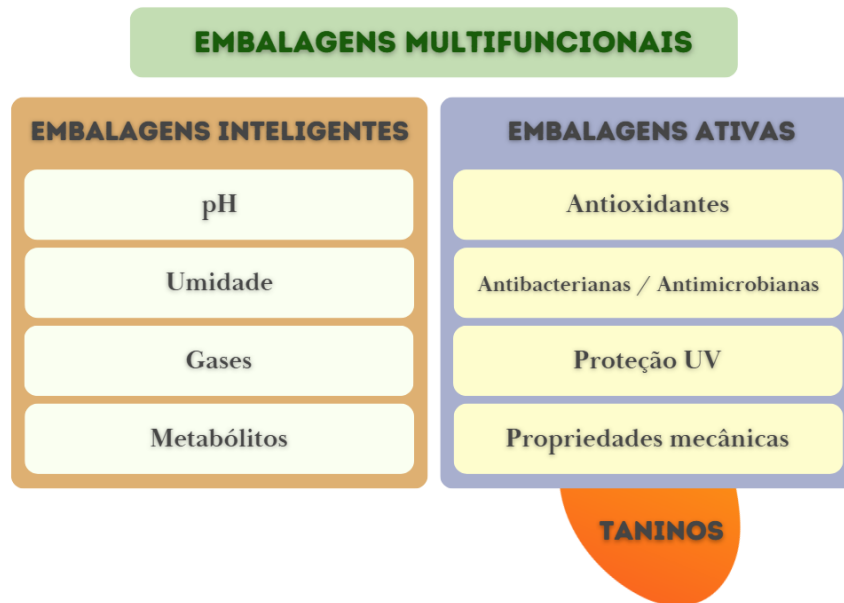 EMBALAGENS MULTIFUNCIONAIS
EMBALAGENS INTELIGENTES
pH
Umidade
Gases
Metabólitos
EMBALAGENS ATIVAS
Antioxidantes
Antibacterianas / Antimicrobianas
Proteção UV
Propriedades mecânicas
TANINOS